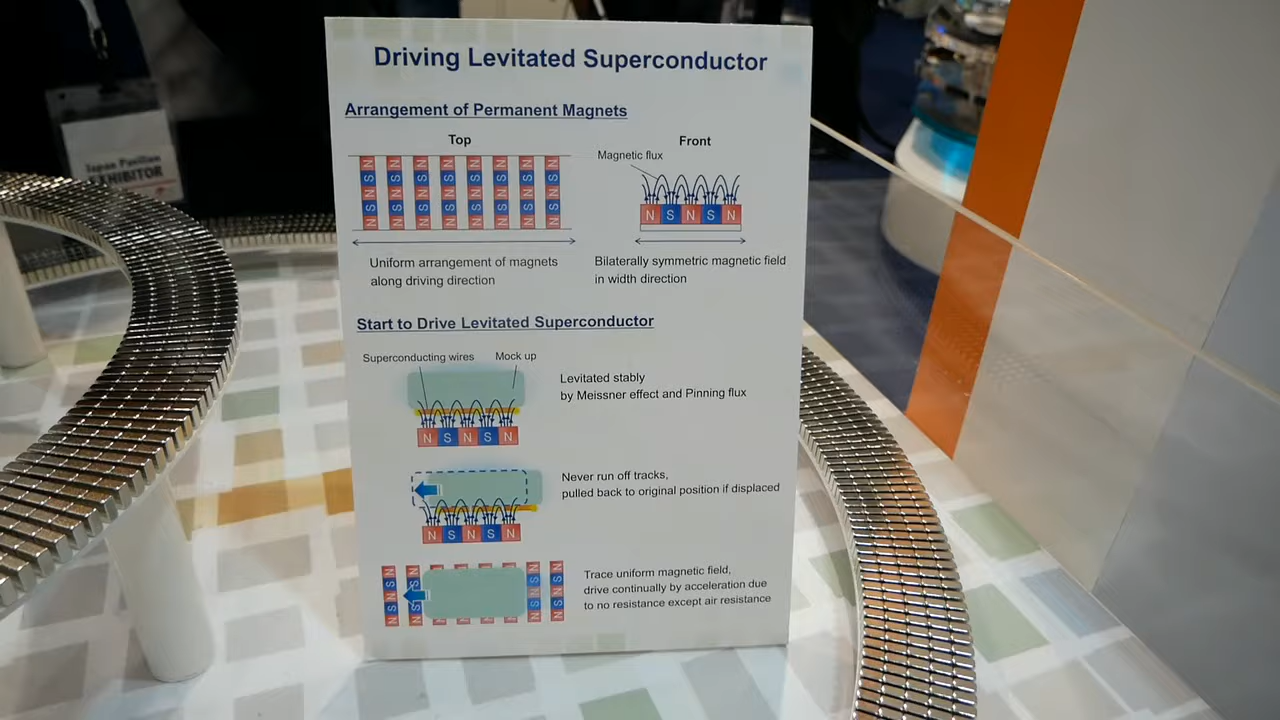 Driving Levitated Superconductor
Arrangement of Permanent Magnets
Top
Front
Magnetic flux
N S N S N
Uniform arrangement of magnets
along driving direction
Bilaterally symmetric magnetic field
in width direction
Start to Drive Levitated Superconductor
Superconducting wires
Mock up
Levitated stably
by Meissner effect and Pinning flux
N S N S N
Never run off tracks,
pulled back to original position if displaced
N S N S N
Trace uniform magnetic field,
drive continually by acceleration due
to no resistance except air resistance
Japan Pavilion
EXHIBITOR